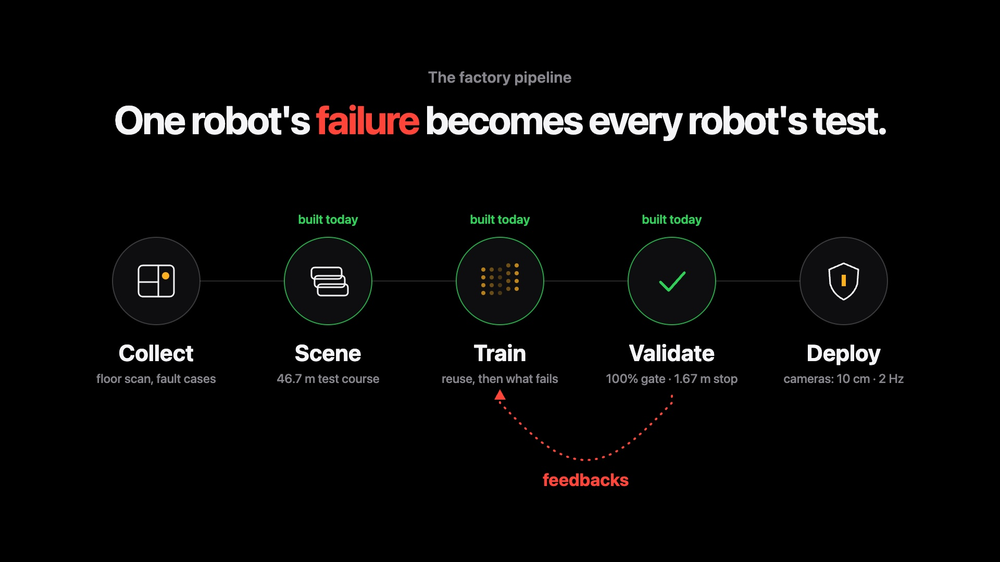 The factory pipeline
One robot's failure becomes every robot's test.
built today
built today
built today
Collect
Scene
Train
Validate
Deploy
floor scan, fault cases
46.7 m test course
reuse, then what fails
100% gate · 1.67 m stop
cameras: 10 cm · 2 Hz
feedbacks